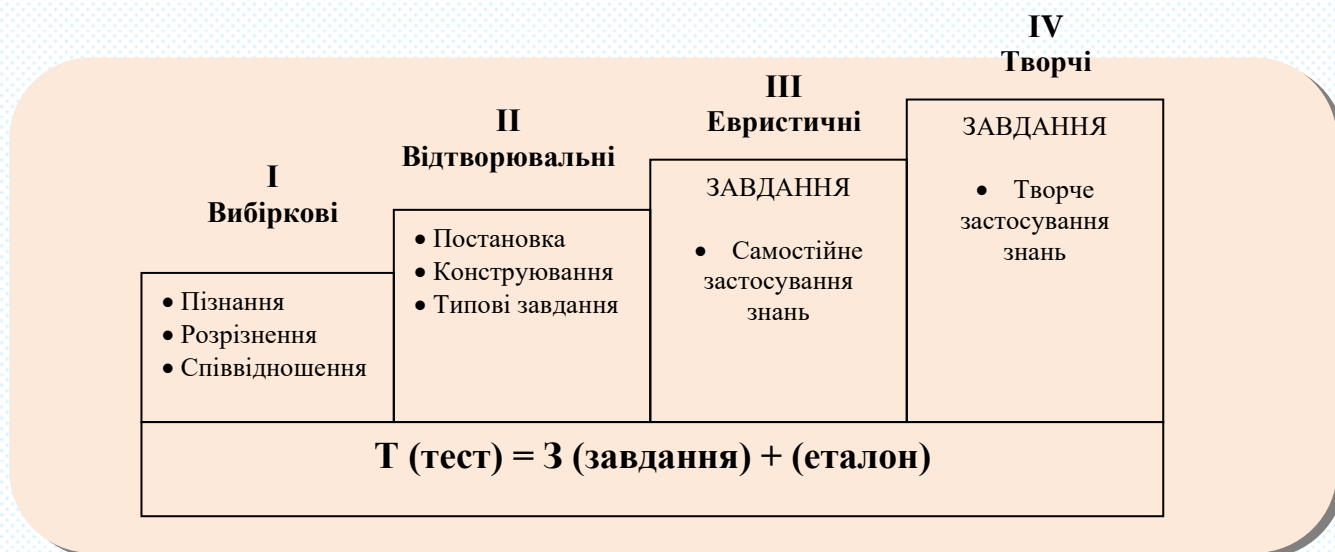 I
Вибіркові
• Пізнання
• Розрізнення
• Співвідношення
II
Відтворювальні
• Постановка
• Конструювання
• Типові завдання
III
Евристичні
ЗАВДАННЯ
• Самостійне
застосування
знань
IV
Творчі
ЗАВДАННЯ
• Творче
застосування
знань
Т (тест) = З (завдання) + (еталон)